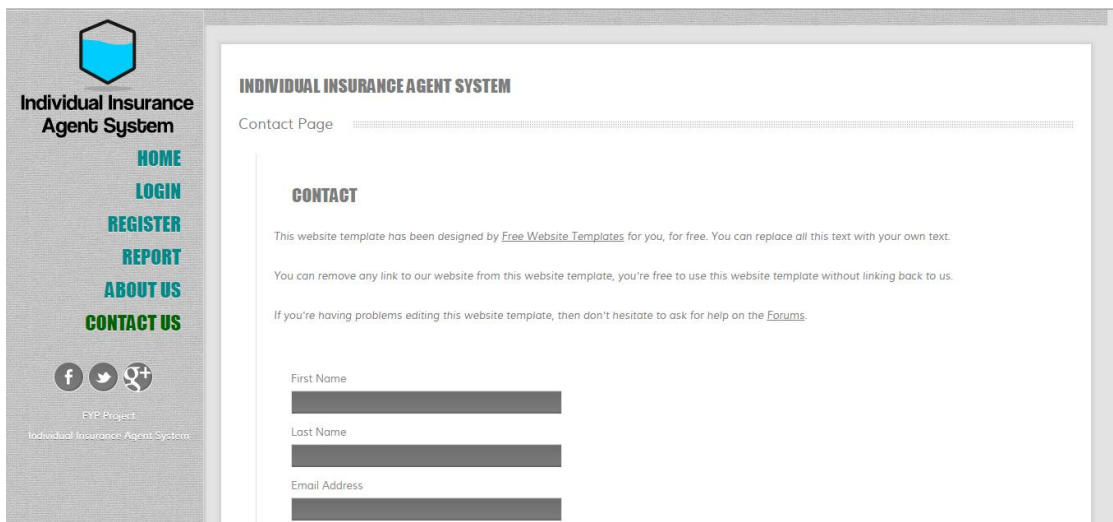 Individual Insurance
Agent System
HOME
LOGIN
REGISTER
REPORT
ABOUT US
CONTACT US
f
g+
FYP Project
Individual Insurance Agent System
INDIVIDUAL INSURANCE AGENT SYSTEM
Contact Page
CONTACT
This website template has been designed by Free Website Templates for you, for free. You can replace all this text with your own text.
You can remove any link to our website from this website template, you're free to use this website template without linking back to us.
If you're having problems editing this website template, then don't hesitate to ask for help on the Forums.
First Name
Last Name
Email Address